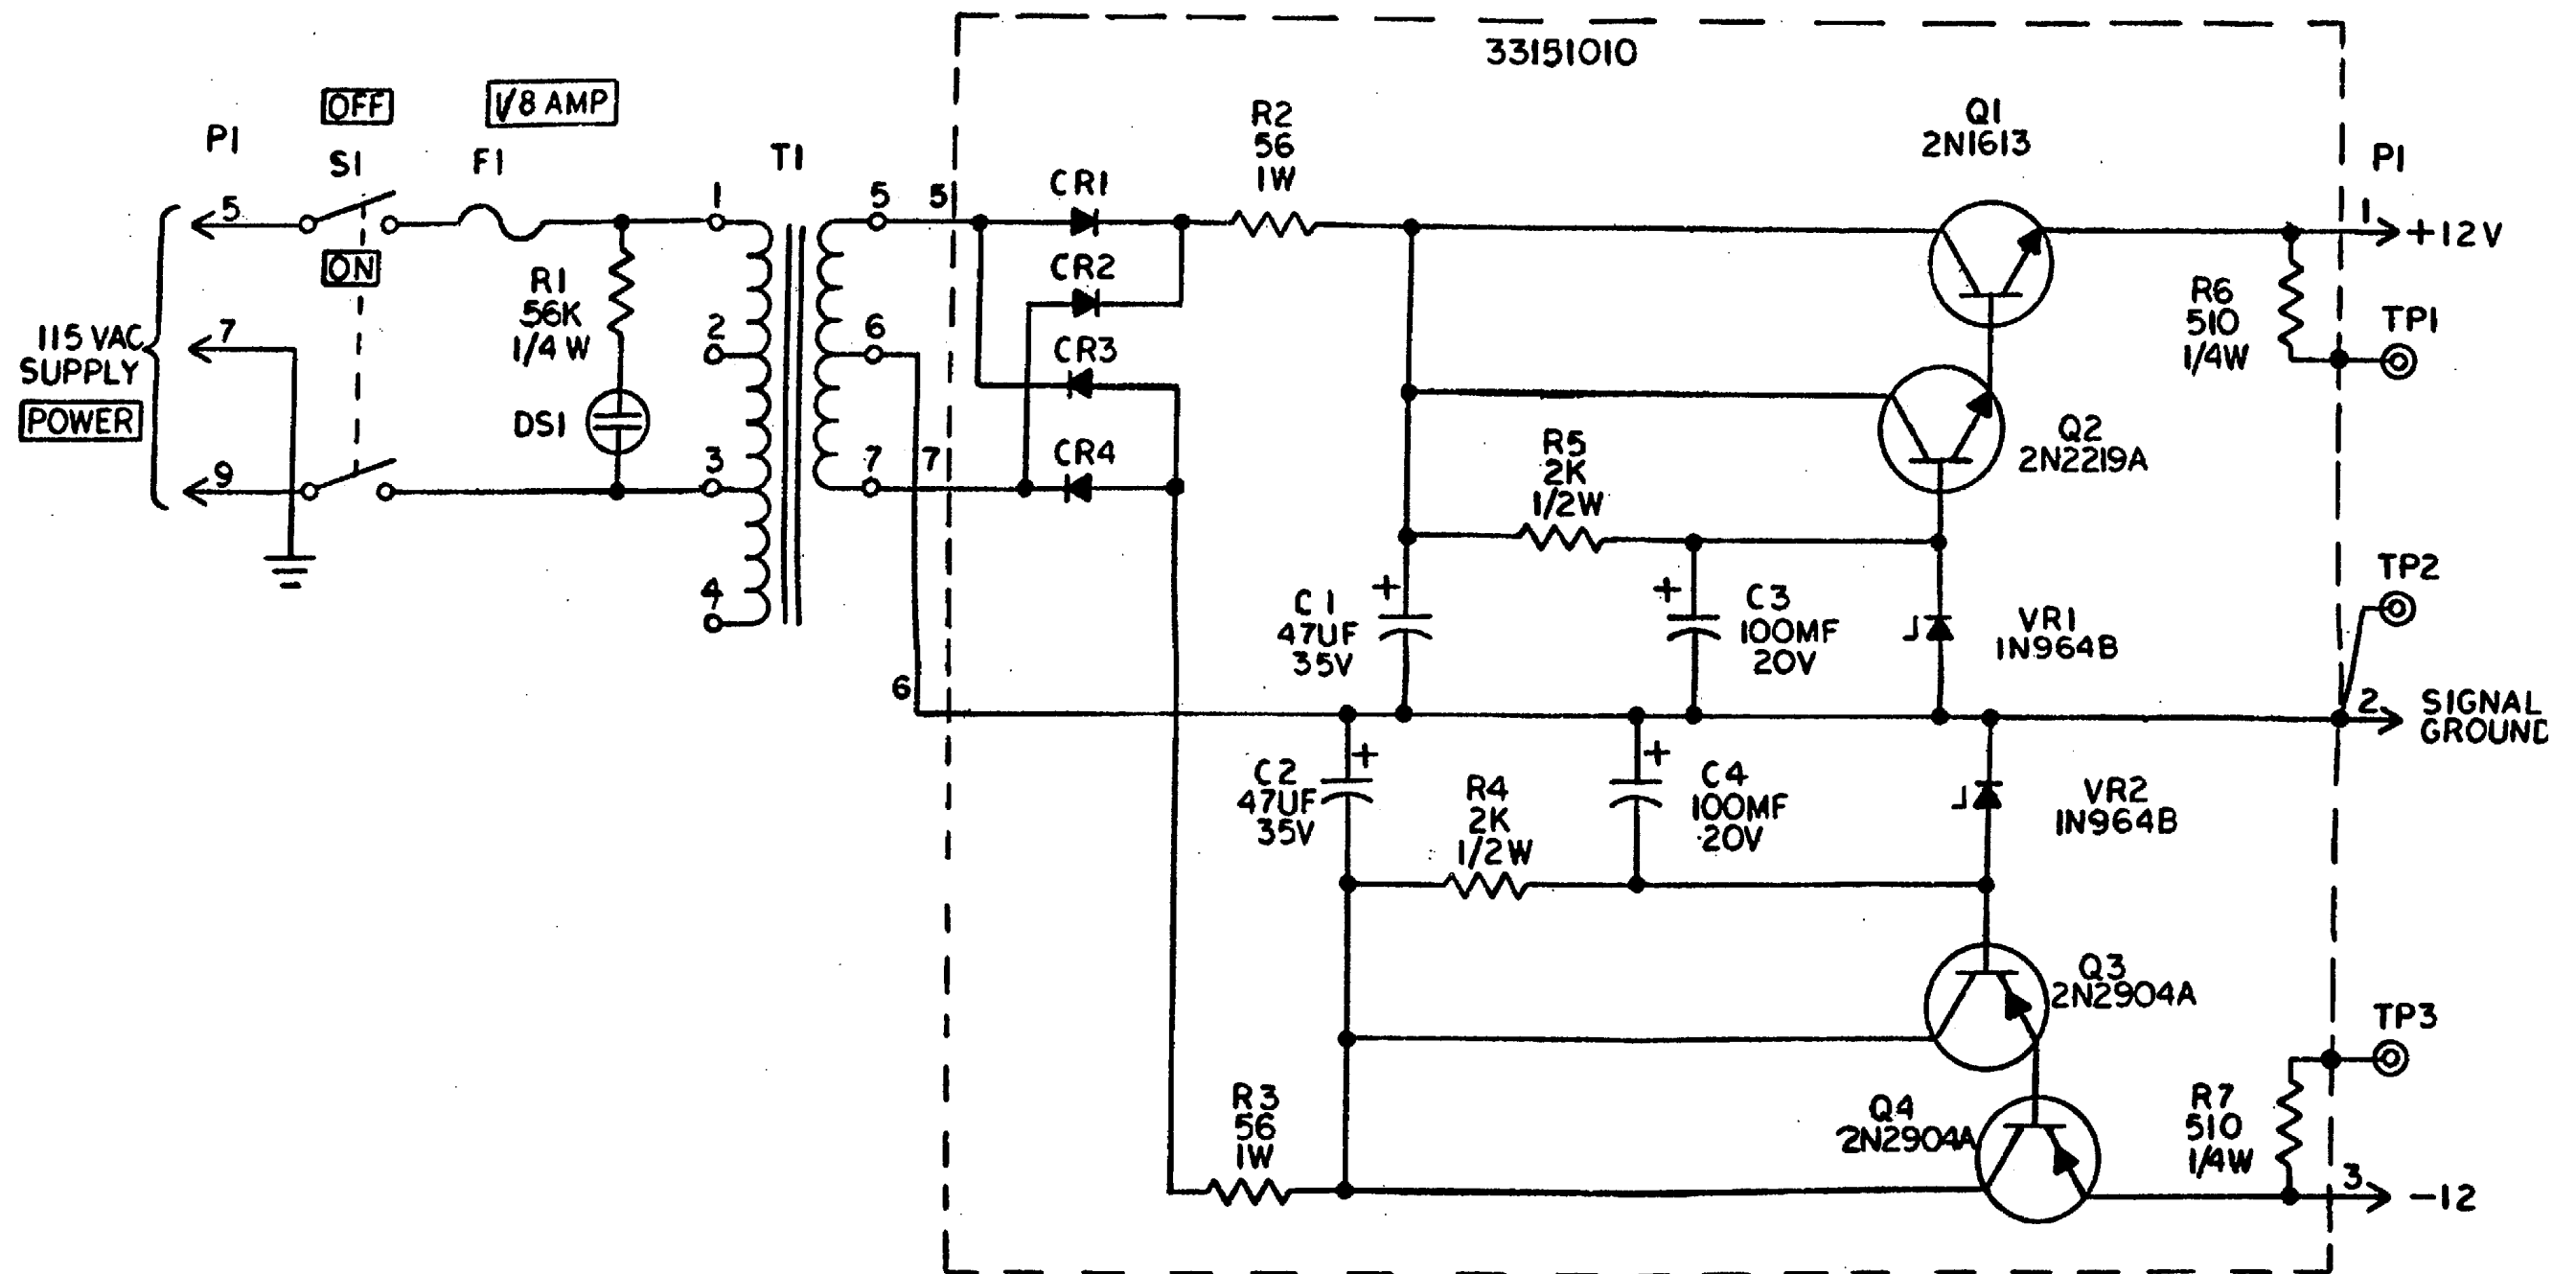 33151010
OFF
1/8 AMP
P1
S1
F1
T1
5
ON
R1
56K
1/4 W
115 VAC
SUPPLY
POWER
7
DS1
9
1
2
3
4
5
6
7
5
7
6
CR1
CR2
CR3
CR4
R2
56
1W
Q1
2N1613
P1
1
+12V
R6
510
1/4W
TP1
Q2
2N2219A
R5
2K
1/2W
+
C1
47UF
35V
+
C3
100MF
20V
VR1
1N964B
TP2
2
SIGNAL
GROUND
+
C2
47UF
35V
+
C4
100MF
20V
R4
2K
1/2W
VR2
1N964B
Q3
2N2904A
TP3
R3
56
1W
Q4
2N2904A
R7
510
1/4W
3
-12